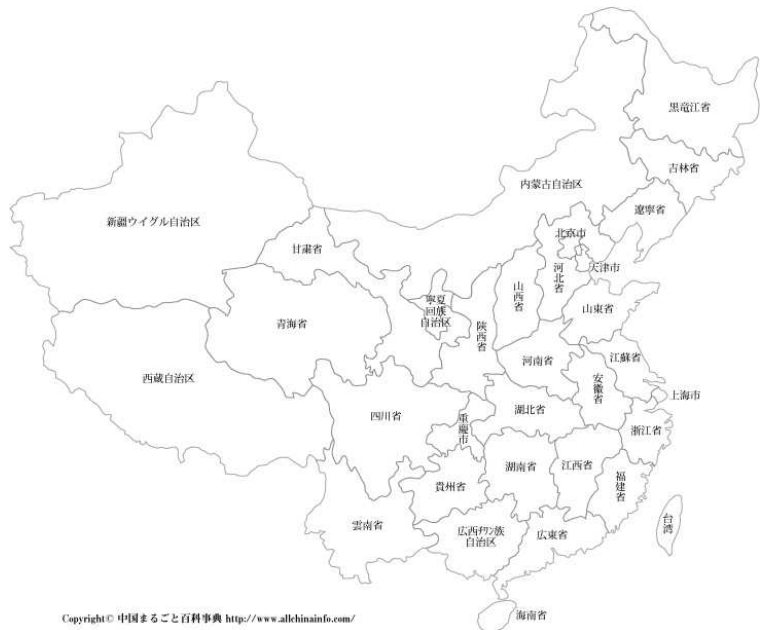 黒竜江省
吉林省
内蒙古自治区
遼寧省
新疆ウイグル自治区
北京市
甘粛省
天津市
河北省
山西省
寧夏
回族
自治区
山東省
青海省
陝西省
河南省
江蘇省
西蔵自治区
安徽省
上海市
四川省
湖北省
重慶市
浙江省
湖南省
江西省
福建省
貴州省
雲南省
広西チワン族
自治区
広東省
台湾
海南省
Copyright© 中国まるごと百科事典 http://www.allchinainfo.com/